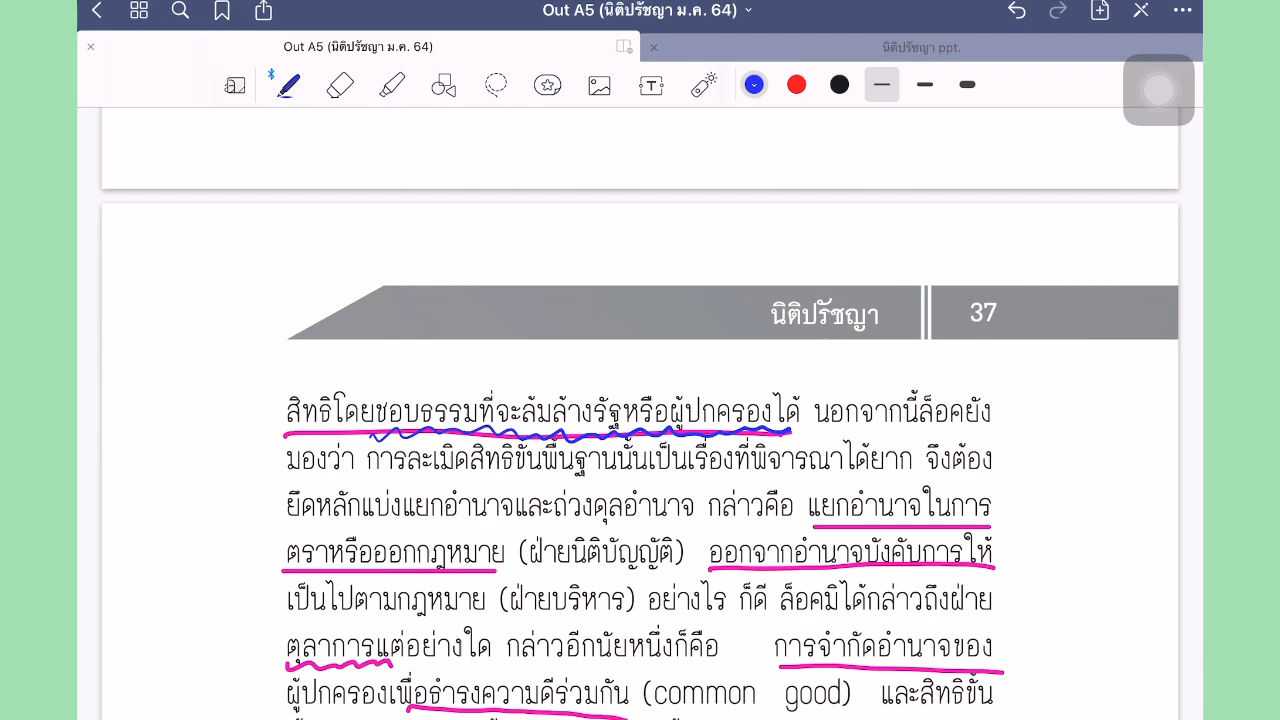 Out A5 (นิติปรัชญา ม.ค. 64)
Out A5 (นิติปรัชญา ม.ค. 64)
นิติปรัชญา ppt.
นิติปรัชญา 37
สิทธิโดยชอบธรรมที่จะล้มล้างรัฐหรือผู้ปกครองได้ นอกจากนี้ล็อคยัง
มองว่า การละเมิดสิทธิขั้นพื้นฐานนั้นเป็นเรื่องที่พิจารณาได้ยาก จึงต้อง
ยึดหลักแบ่งแยกอำนาจและถ่วงดุลอำนาจ กล่าวคือ แยกอำนาจในการ
ตราหรือออกกฎหมาย (ฝ่ายนิติบัญญัติ) ออกจากอำนาจบังคับการให้
เป็นไปตามกฎหมาย (ฝ่ายบริหาร) อย่างไร ก็ดี ล็อคมิได้กล่าวถึงฝ่าย
ตุลาการแต่อย่างใด กล่าวอีกนัยหนึ่งก็คือ การจำกัดอำนาจของ
ผู้ปกครองเพื่อธำรงความดีร่วมกัน (common good) และสิทธิขั้น